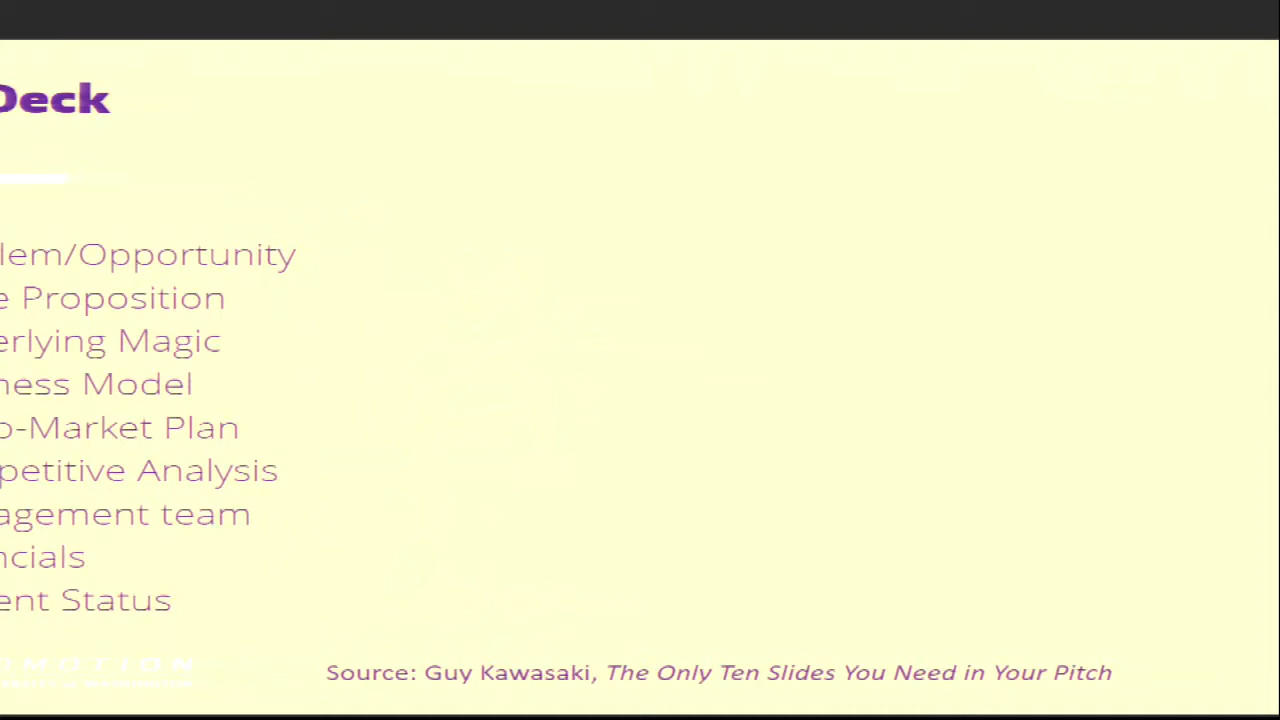 Deck
lem/Opportunity
e Proposition
erlying Magic
ness Model
o-Market Plan
petitive Analysis
agement team
ncials
ent Status
MOTION
Source: Guy Kawasaki, The Only Ten Slides You Need in Your Pitch